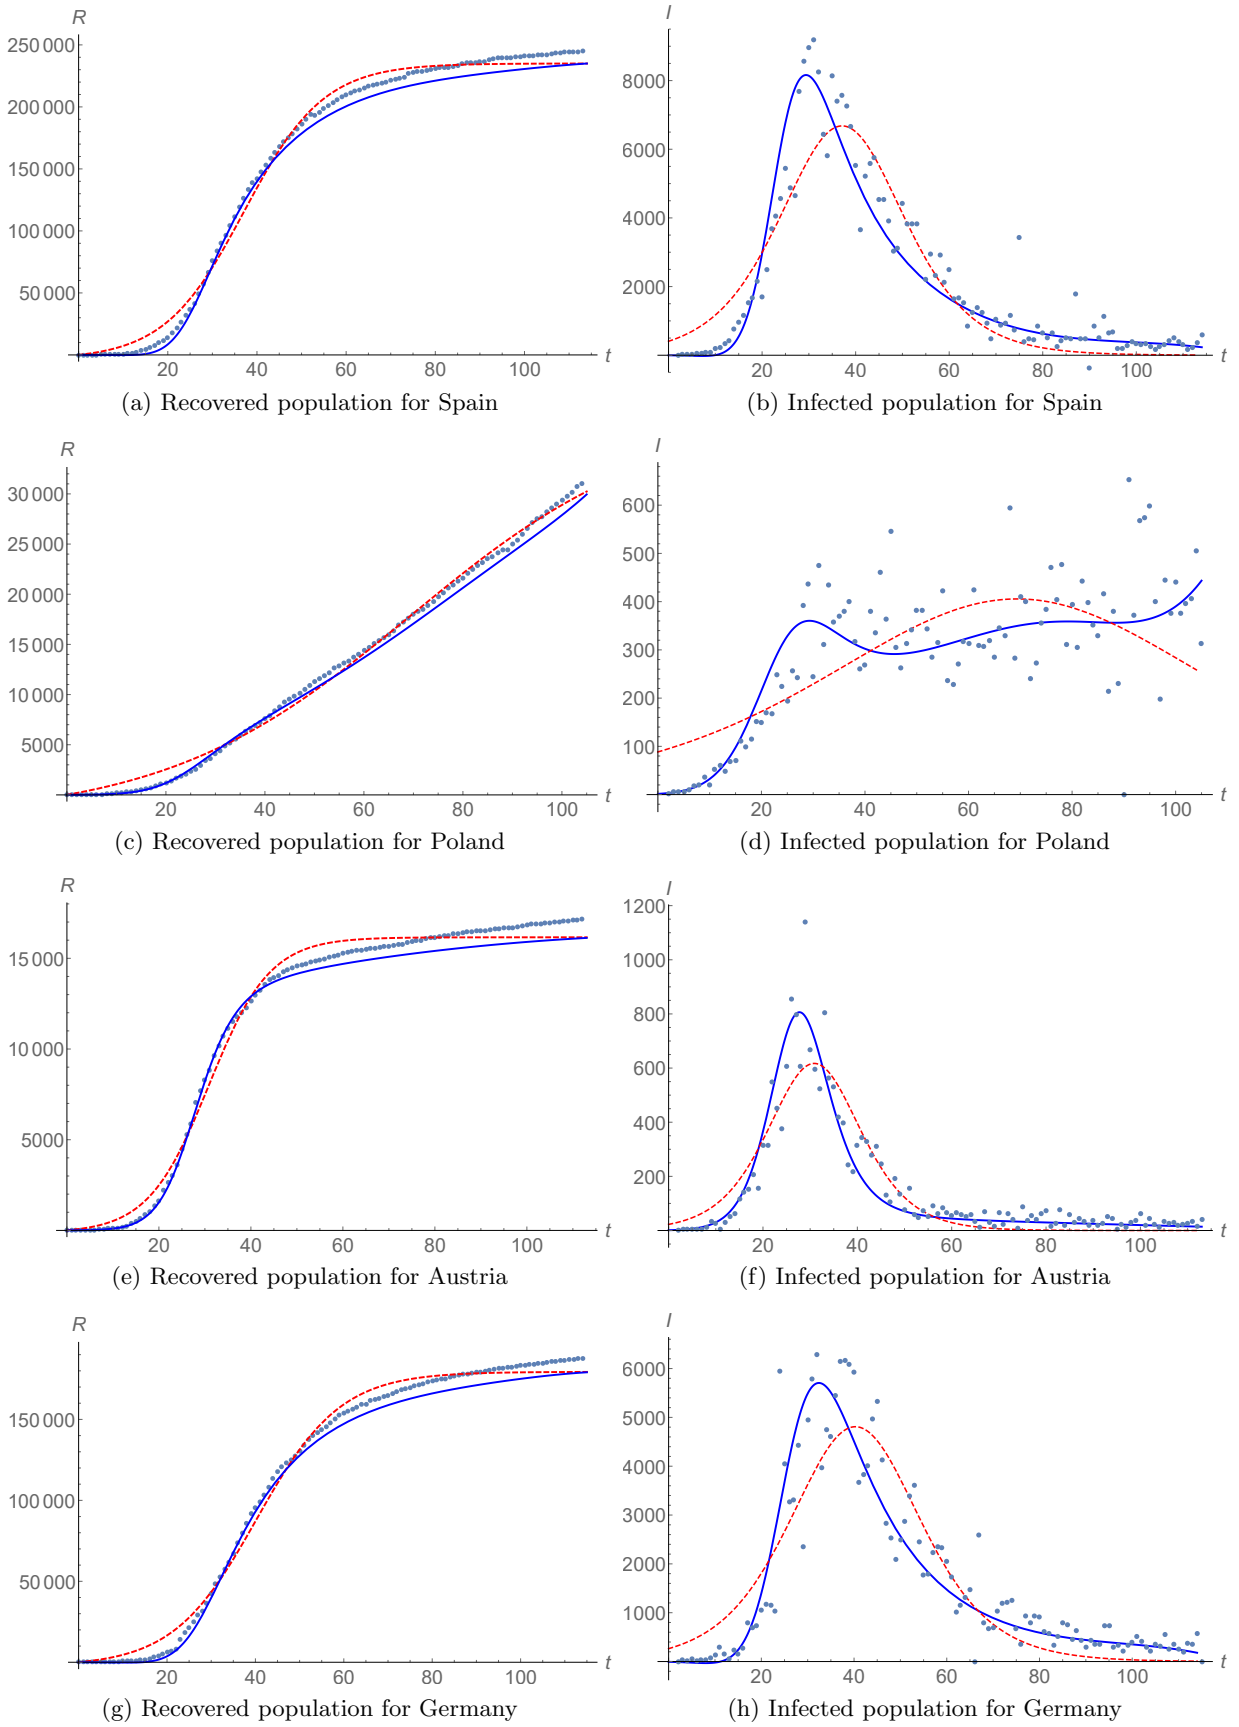 R
250 000
200 000
150 000
100 000
50 000
20 40 60 80 100 t
(a) Recovered population for Spain
I
8000
6000
4000
2000
20 40 60 80 100 t
(b) Infected population for Spain
R
30 000
25 000
20 000
15 000
10 000
5000
20 40 60 80 100 t
(c) Recovered population for Poland
I
600
500
400
300
200
100
20 40 60 80 100 t
(d) Infected population for Poland
R
15 000
10 000
5000
20 40 60 80 100 t
(e) Recovered population for Austria
I
1200
1000
800
600
400
200
20 40 60 80 100 t
(f) Infected population for Austria
R
150 000
100 000
50 000
20 40 60 80 100 t
(g) Recovered population for Germany
I
6000
5000
4000
3000
2000
1000
20 40 60 80 100 t
(h) Infected population for Germany